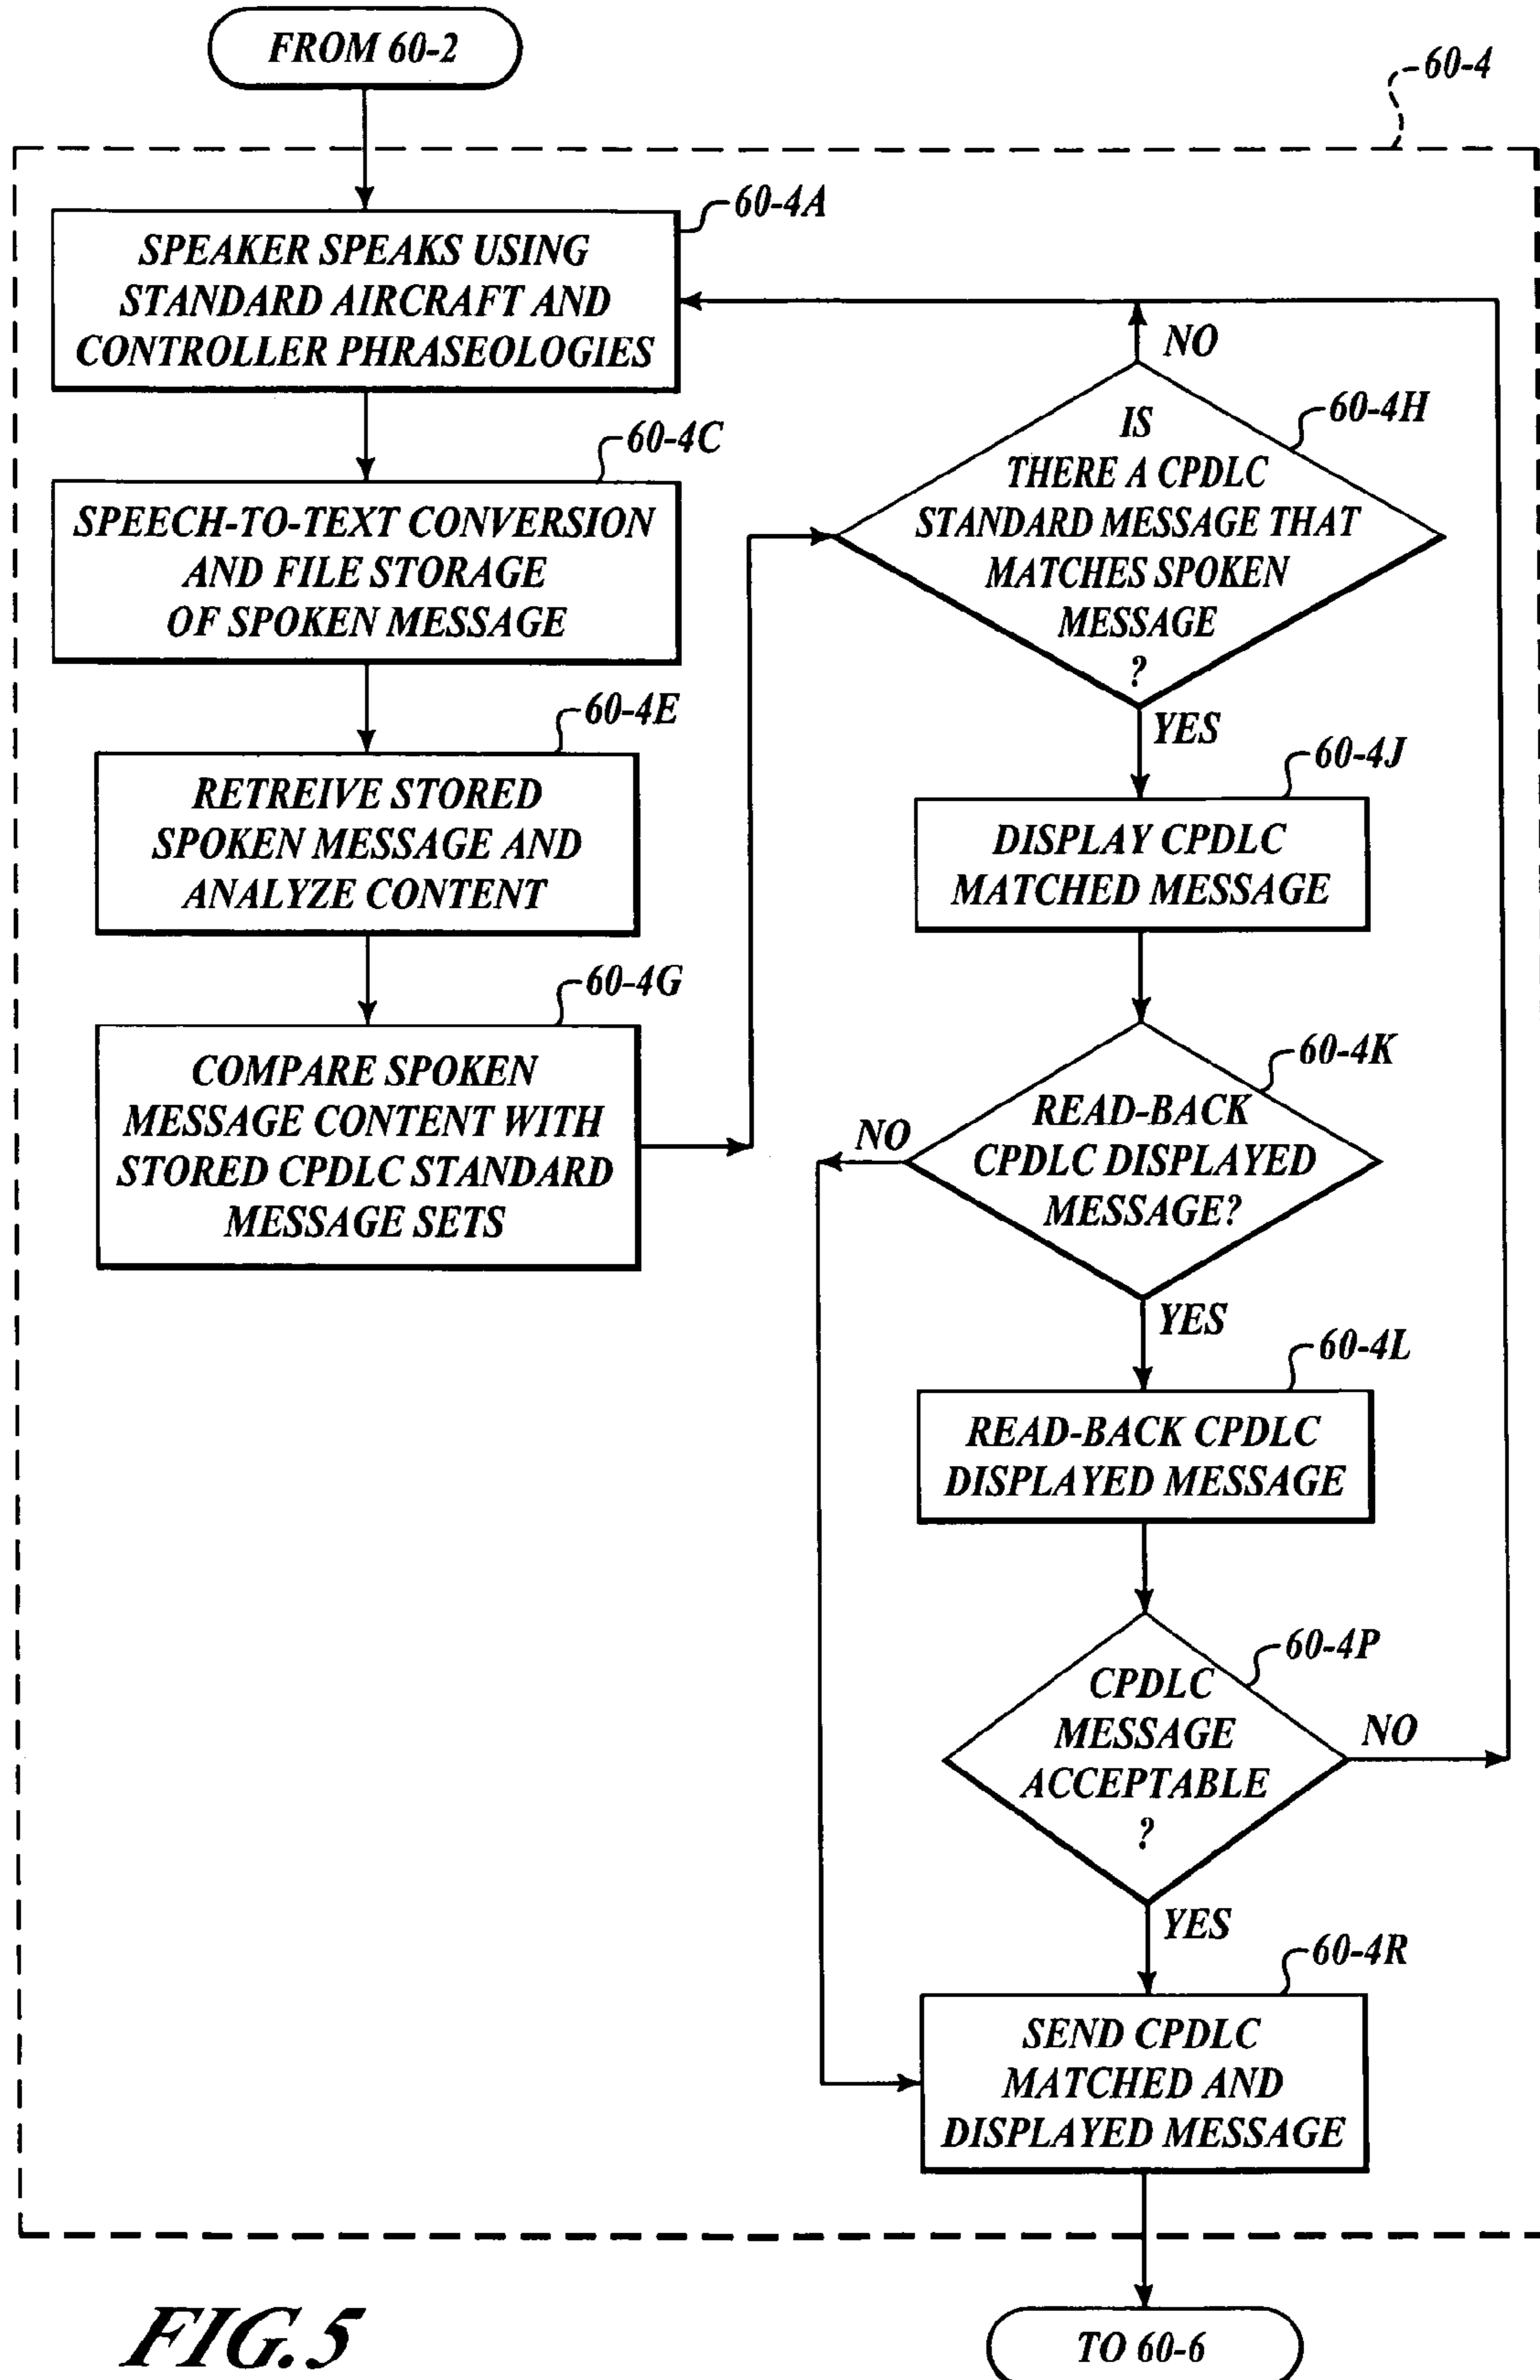 FROM 60-2
60-4
60-4A
SPEAKER SPEAKS USING
STANDARD AIRCRAFT AND
CONTROLLER PHRASEOLOGIES
60-4C
SPEECH-TO-TEXT CONVERSION
AND FILE STORAGE
OF SPOKEN MESSAGE
60-4E
RETREIVE STORED
SPOKEN MESSAGE AND
ANALYZE CONTENT
60-4G
COMPARE SPOKEN
MESSAGE CONTENT WITH
STORED CPDLC STANDARD
MESSAGE SETS
NO
60-4H
IS
THERE A CPDLC
STANDARD MESSAGE THAT
MATCHES SPOKEN
MESSAGE
?
YES
60-4J
DISPLAY CPDLC
MATCHED MESSAGE
60-4K
READ-BACK
CPDLC DISPLAYED
MESSAGE?
NO
YES
60-4L
READ-BACK CPDLC
DISPLAYED MESSAGE
60-4P
CPDLC
MESSAGE
ACCEPTABLE
?
NO
YES
60-4R
SEND CPDLC
MATCHED AND
DISPLAYED MESSAGE
TO 60-6
FIG.5